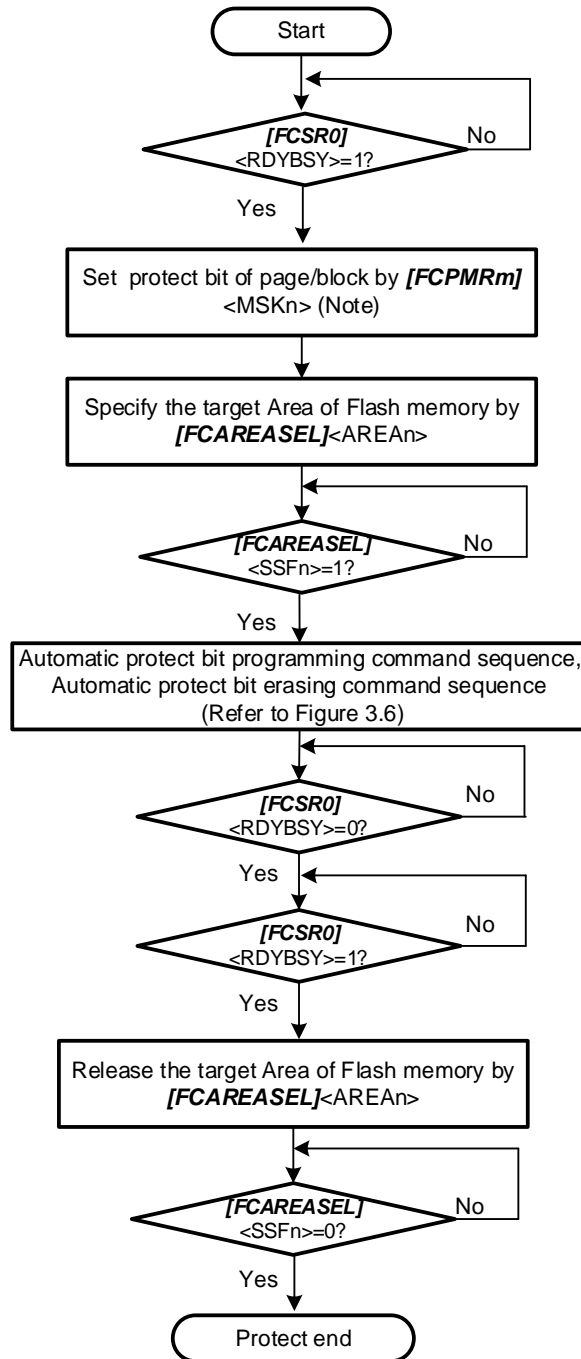 Start
[FCSR0]
<RDYBSY>=1?
No
Yes
Set protect bit of page/block by [FCPMRm]
<MSKn> (Note)
Specify the target Area of Flash memory by
[FCAREASEL]<AREAn>
[FCAREASEL]
<SSFn>=1?
No
Yes
Automatic protect bit programming command sequence,
Automatic protect bit erasing command sequence
(Refer to Figure 3.6)
[FCSR0]
<RDYBSY>=0?
No
Yes
[FCSR0]
<RDYBSY>=1?
No
Yes
Release the target Area of Flash memory by
[FCAREASEL]<AREAn>
[FCAREASEL]
<SSFn>=0?
No
Yes
Protect end